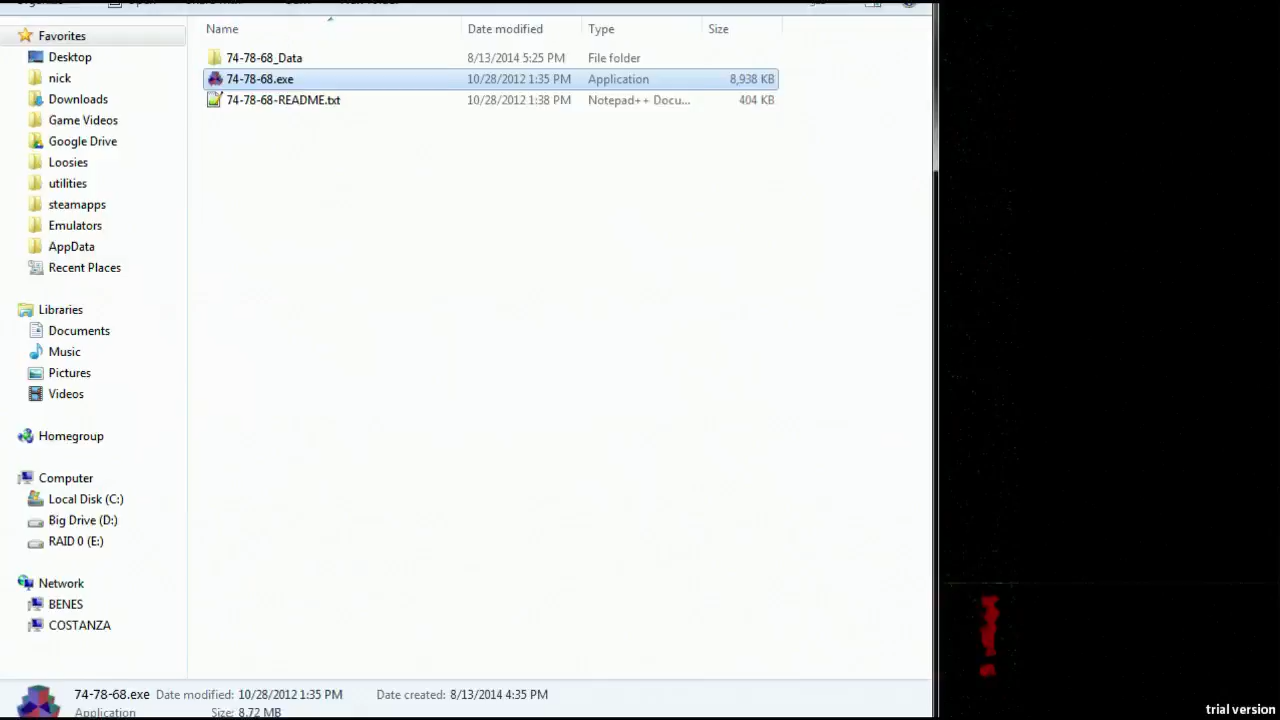 Name Date modified Type Size
Favorites
Desktop
nick
Downloads
Game Videos
Google Drive
Loosies
utilities
steamapps
Emulators
AppData
Recent Places
Libraries
Documents
Music
Pictures
Videos
Homegroup
Computer
Local Disk (C:)
Big Drive (D:)
RAID 0 (E:)
Network
BENES
COSTANZA
74-78-68_Data 8/13/2014 5:25 PM File folder
74-78-68.exe 10/28/2012 1:35 PM Application 8,938 KB
74-78-68-README.txt 10/28/2012 1:38 PM Notepad++ Docu... 404 KB
!
74-78-68.exe Date modified: 10/28/2012 1:35 PM Date created: 8/13/2014 4:35 PM
Application Size: 8.72 MB
trial version